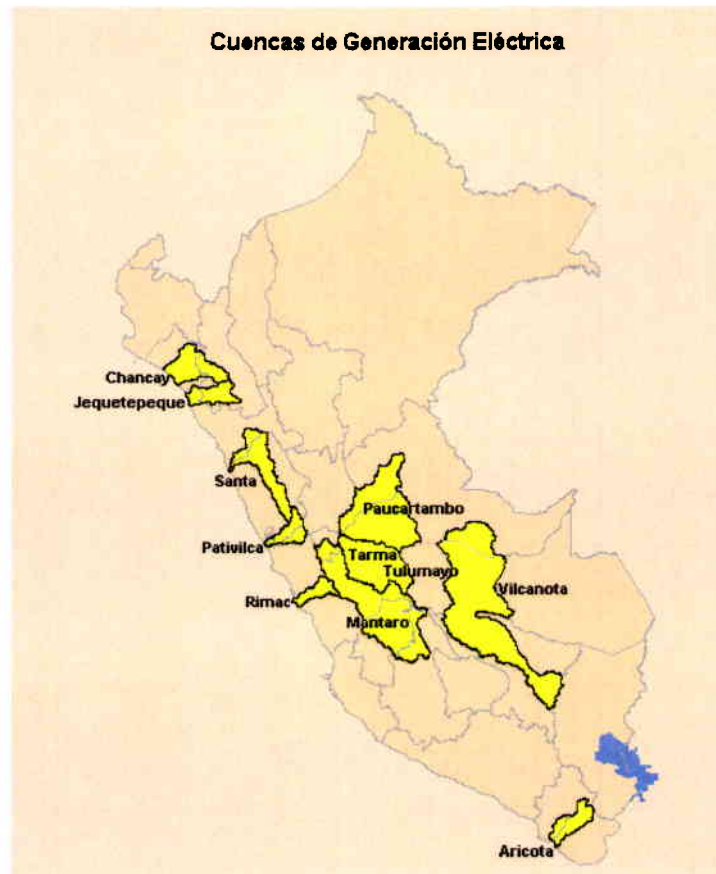 Cuencas de Generación Eléctrica
Chancay
Jequetepeque
Santa
Paucartambo
Pativilca
Tarma
Tulumayo
Vilcanota
Rimac
Mantaro
Aricota